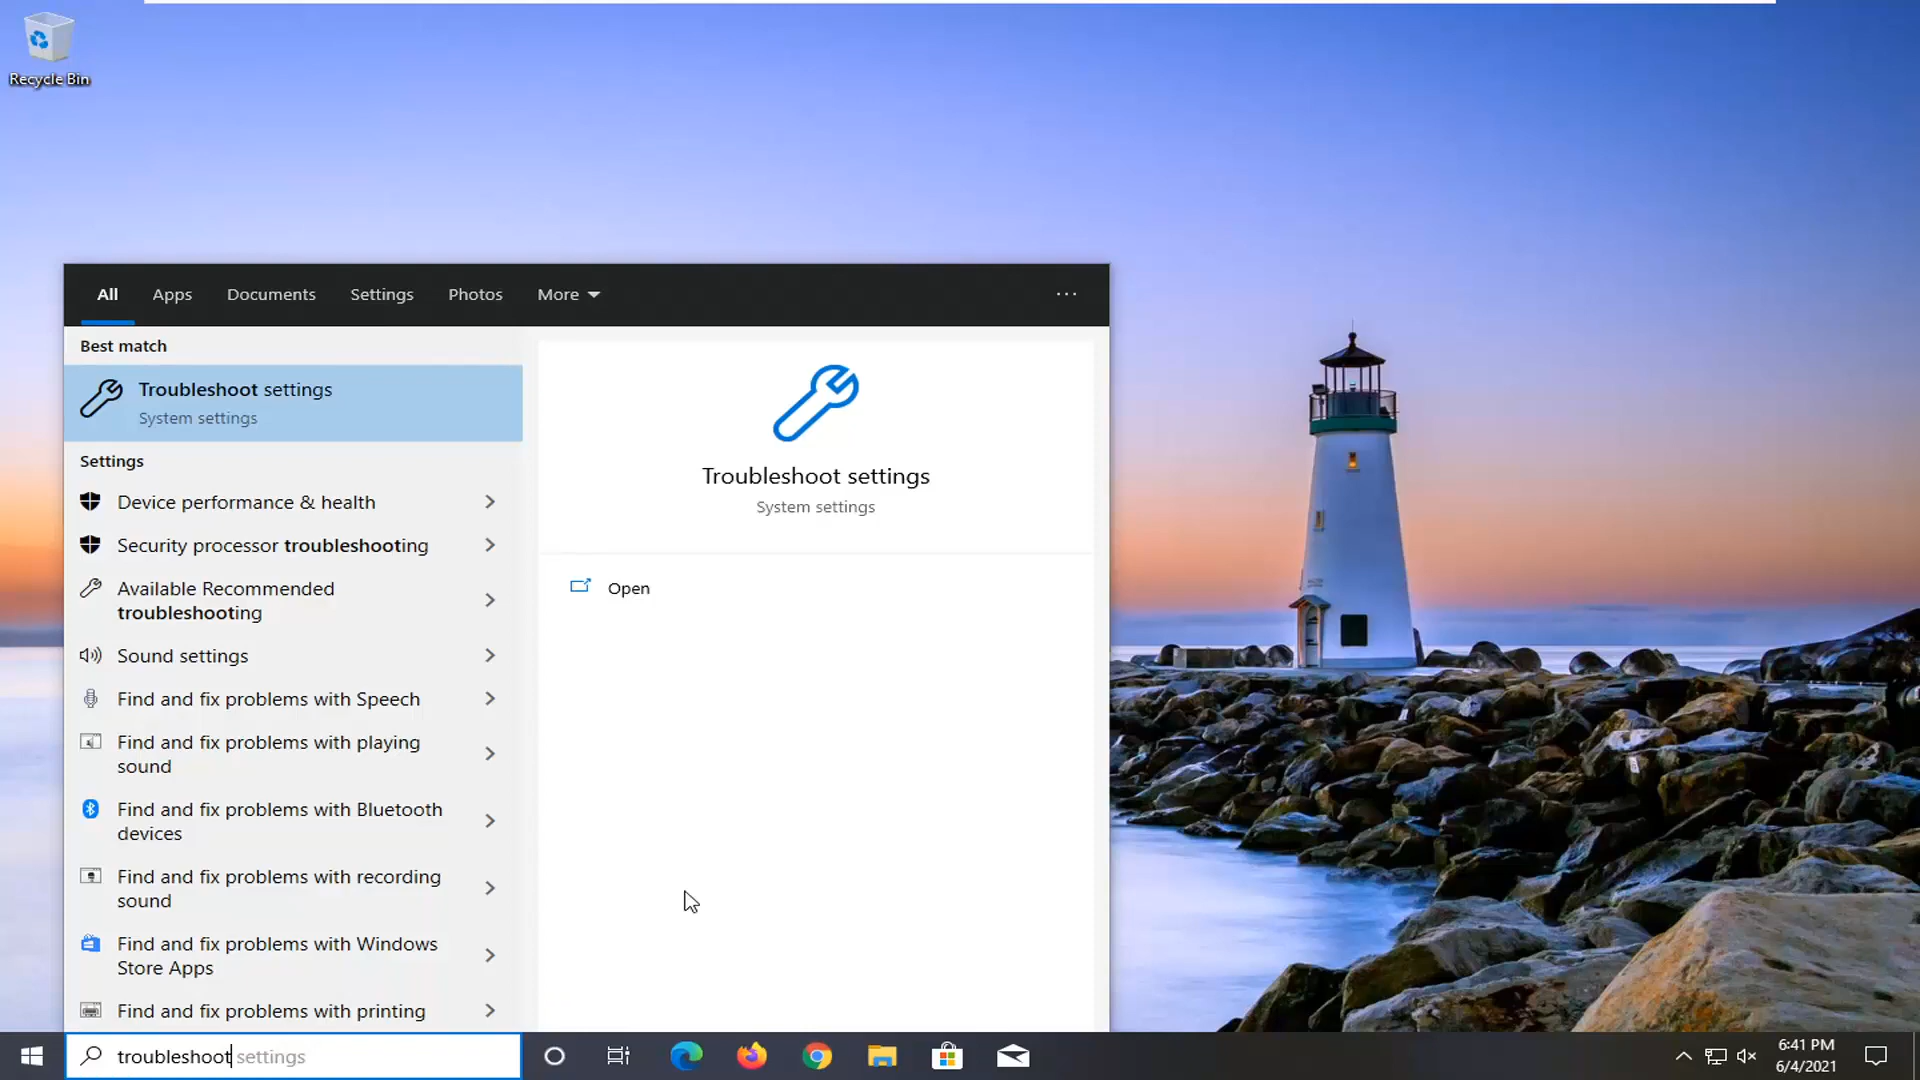 Recycle Bin
All Apps Documents Settings Photos More ...
Best match
Troubleshoot settings
System settings
Settings
Device performance & health
Security processor troubleshooting
Available Recommended
troubleshooting
Sound settings
Find and fix problems with Speech
Find and fix problems with playing
sound
Find and fix problems with Bluetooth
devices
Find and fix problems with recording
sound
Find and fix problems with Windows
Store Apps
Find and fix problems with printing
Troubleshoot settings
System settings
Open
troubleshoot settings
6:41 PM
6/4/2021